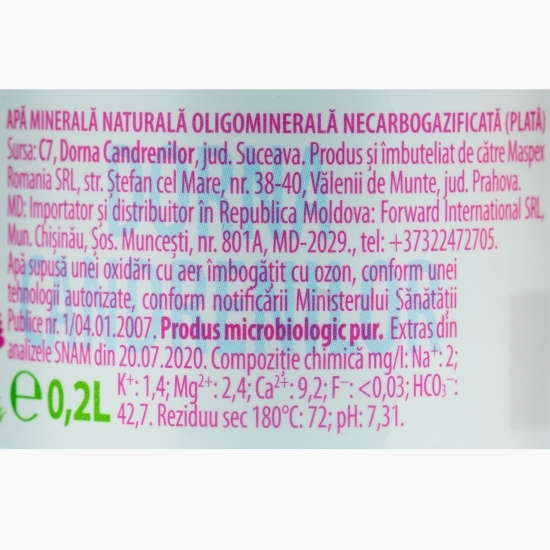 APĂ MINERALĂ NATURALĂ OLIGOMINERALĂ NECARBOGAZIFICATĂ (PLATĂ)
Sursa: C7, Dorna Candrenilor, jud. Suceava. Produs și îmbuteliat de către Maspex
Romania SRL, str. Ștefan cel Mare, nr. 38-40, Vălenii de Munte, jud. Prahova.
MD: Importator și distribuitor în Republica Moldova: Forward International SRL,
Mun. Chișinău, Șos. Muncești, nr. 801A, MD-2029., tel: +37322472705.
Apă supusă unei oxidări cu aer îmbogățit cu ozon, conform unei
tehnologii autorizate, conform notificării Ministerului Sănătății
Publice nr. 1/04.01.2007. Produs microbiologic pur. Extras din
analizele SNAM din 20.07.2020. Compoziție chimică mg/l: Na⁺: 2;
K⁺: 1,4; Mg²⁺: 2,4; Ca²⁺: 9,2; F⁻: <0,03; HCO₃⁻:
42,7. Reziduu sec 180°C: 72; pH: 7,31.
℮ 0,2L
DORNA